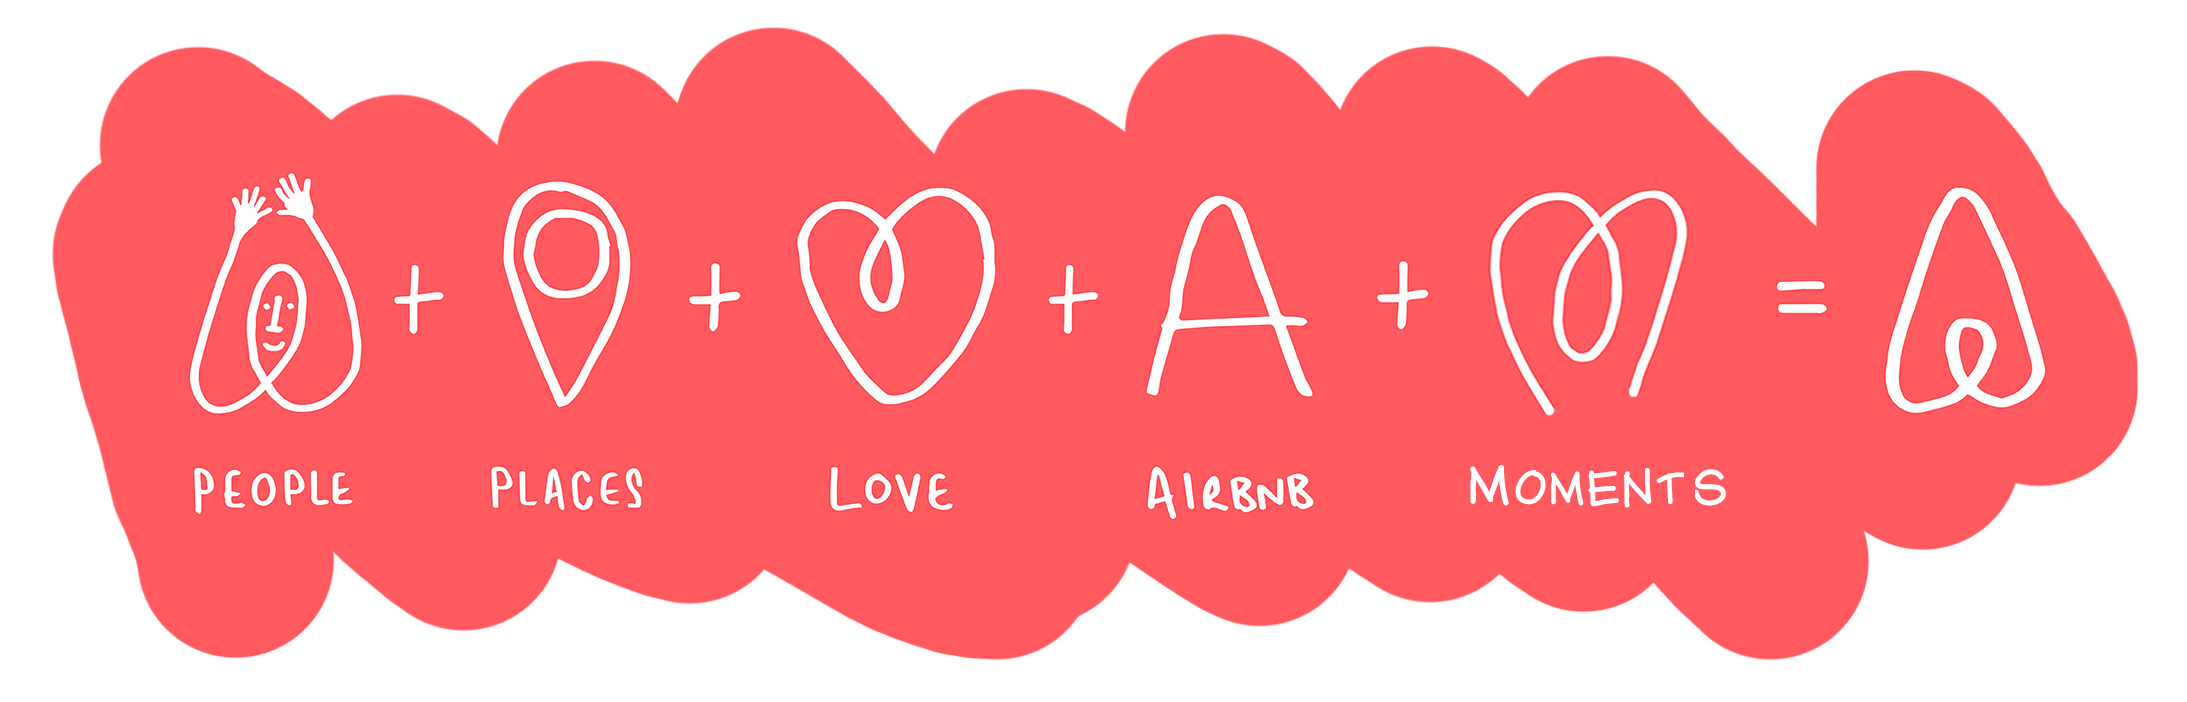 + + + + =
PEOPLE PLACES LOVE AIRBNB MOMENTS